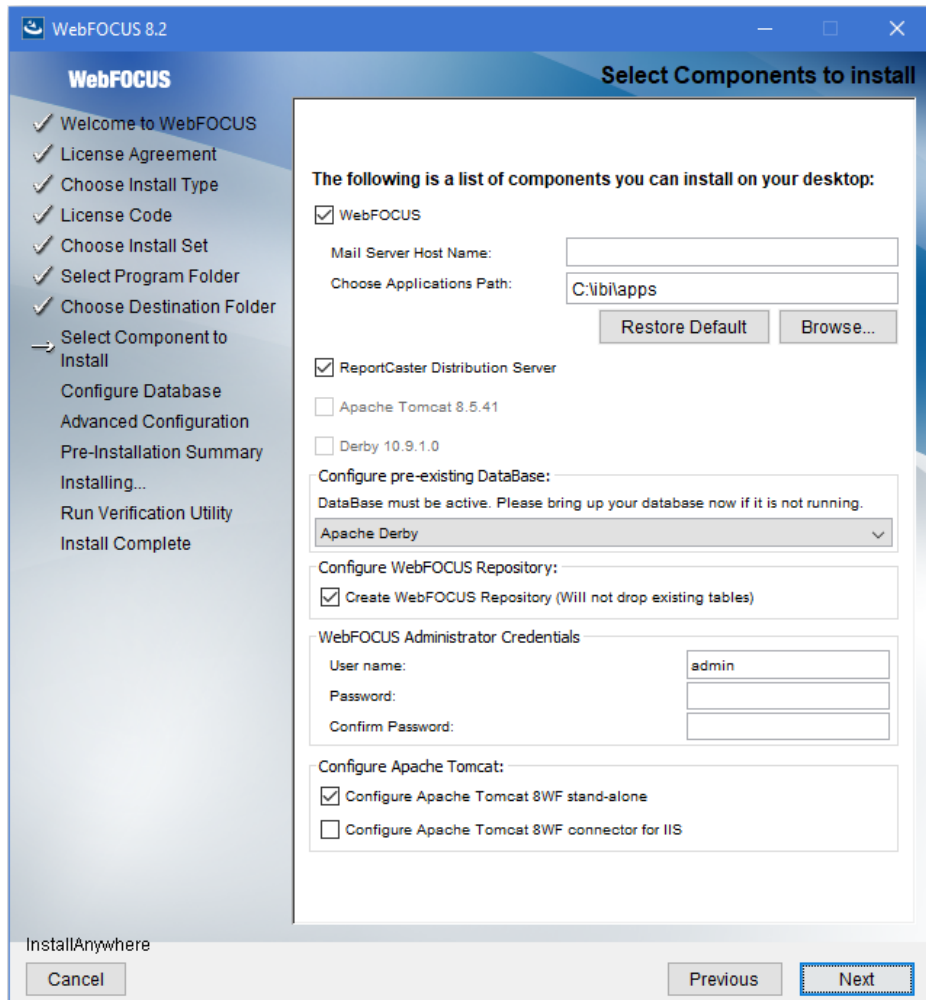 WebFOCUS 8.2
WebFOCUS
Select Components to install
Welcome to WebFOCUS
License Agreement
Choose Install Type
License Code
Choose Install Set
Select Program Folder
Choose Destination Folder
Select Component to
Install
Configure Database
Advanced Configuration
Pre-Installation Summary
Installing...
Run Verification Utility
Install Complete
The following is a list of components you can install on your desktop:
WebFOCUS
Mail Server Host Name:
Choose Applications Path:
C:\ibi\apps
Restore Default
Browse...
ReportCaster Distribution Server
Apache Tomcat 8.5.41
Derby 10.9.1.0
Configure pre-existing DataBase:
DataBase must be active. Please bring up your database now if it is not running.
Apache Derby
Configure WebFOCUS Repository:
Create WebFOCUS Repository (Will not drop existing tables)
WebFOCUS Administrator Credentials
User name:
admin
Password:
Confirm Password:
Configure Apache Tomcat:
Configure Apache Tomcat 8WF stand-alone
Configure Apache Tomcat 8WF connector for IIS
InstallAnywhere
Cancel
Previous
Next